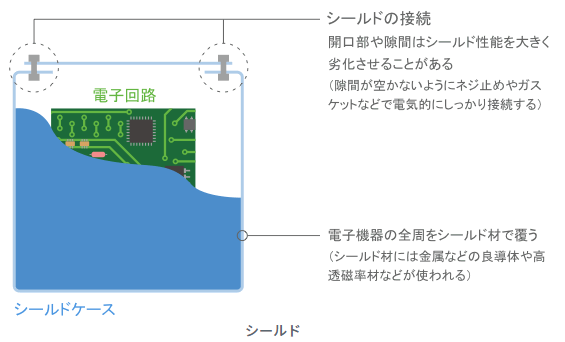 シールドの接続
開口部や隙間はシールド性能を大きく
劣化させることがある
（隙間が空かないようにネジ止めやガス
ケットなどで電気的にしっかり接続する）
電子回路
電子機器の全周をシールド材で覆う
（シールド材には金属などの良導体や高
透磁率材などが使われる）
シールドケース
シールド